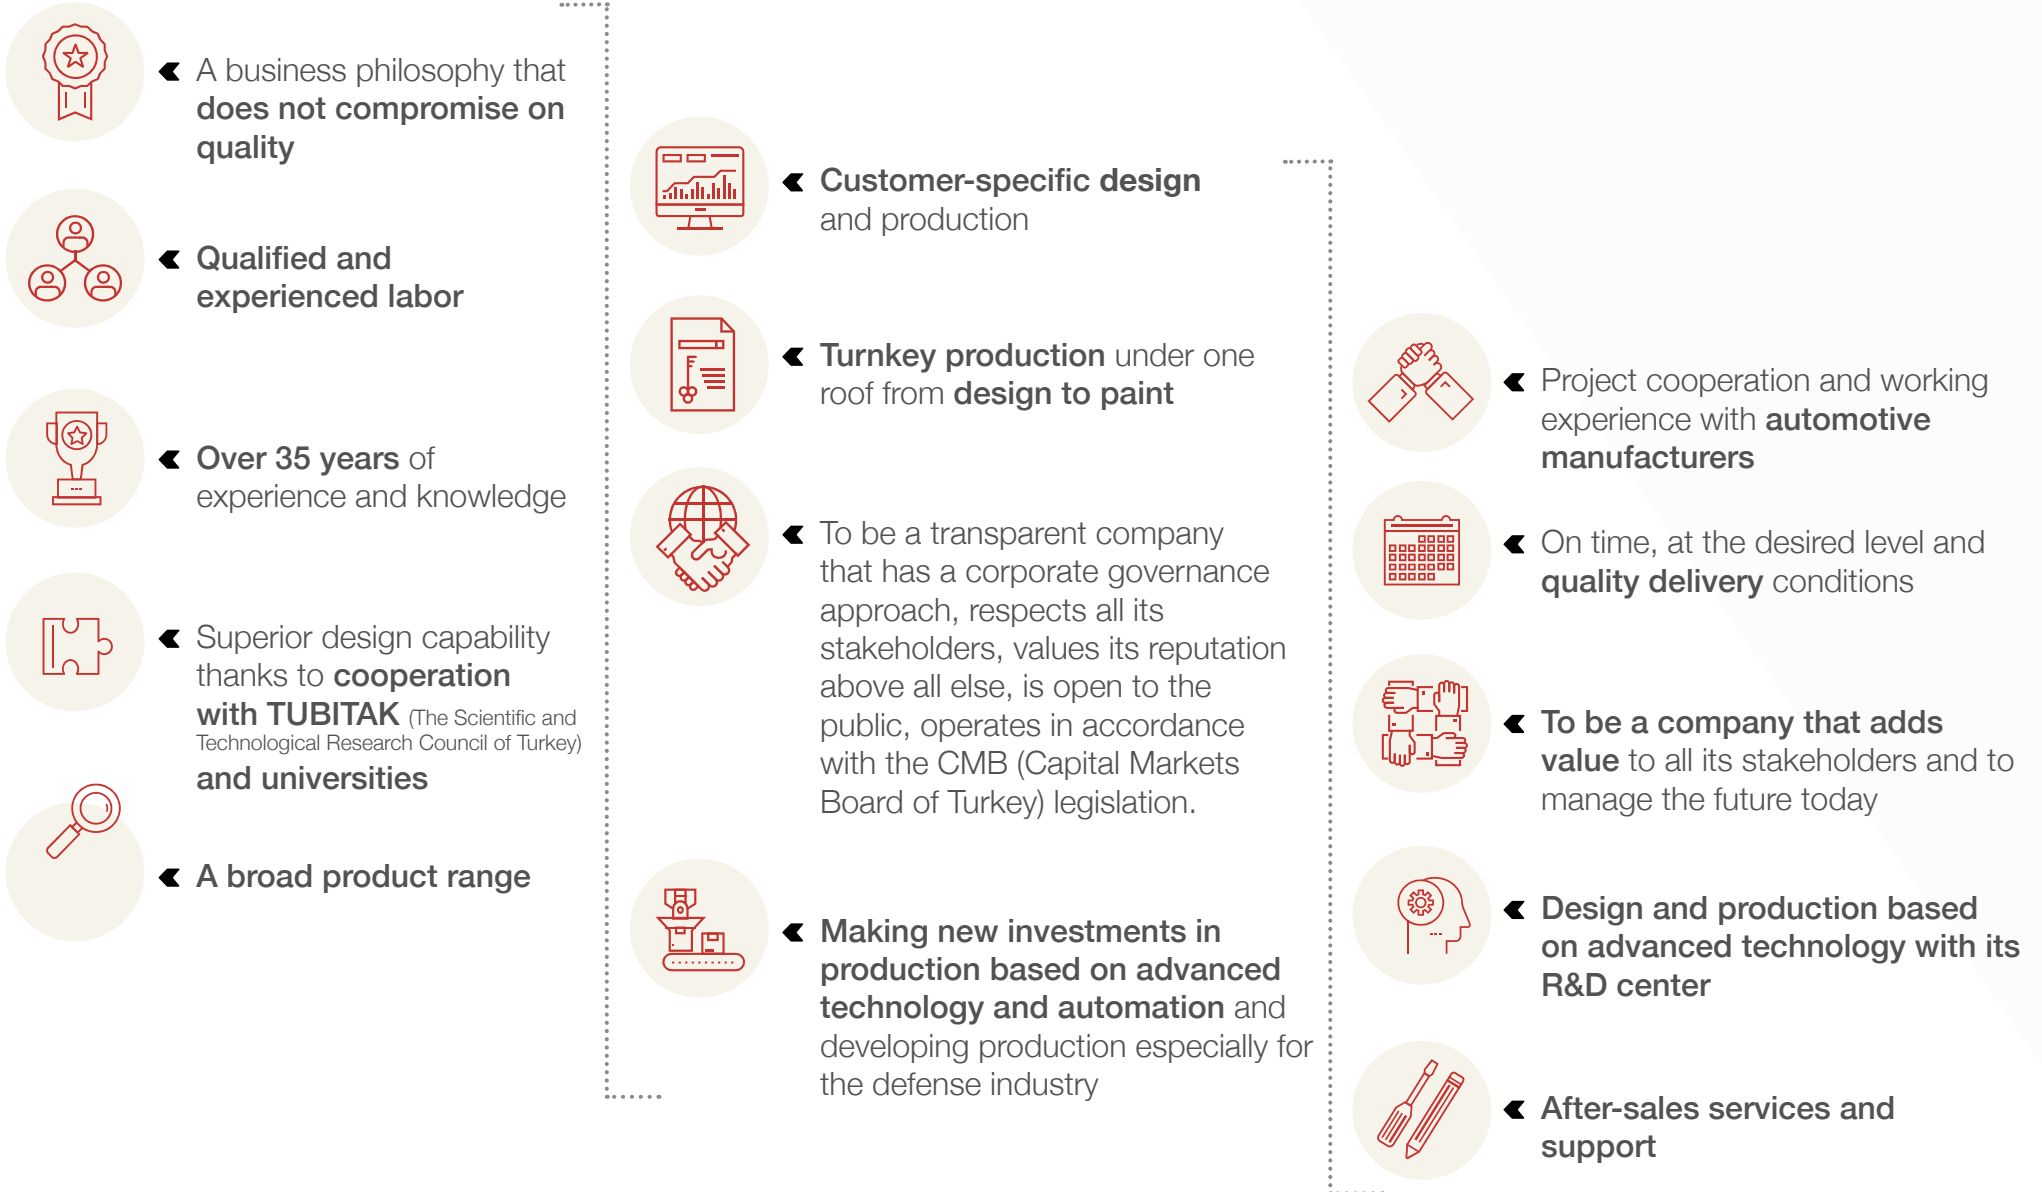 A business philosophy that
does not compromise on
quality
Qualified and
experienced labor
Over 35 years of
experience and knowledge
Superior design capability
thanks to cooperation
with TUBITAK (The Scientific and
Technological Research Council of Turkey)
and universities
A broad product range
Customer-specific design
and production
Turnkey production under one
roof from design to paint
To be a transparent company
that has a corporate governance
approach, respects all its
stakeholders, values its reputation
above all else, is open to the
public, operates in accordance
with the CMB (Capital Markets
Board of Turkey) legislation.
Making new investments in
production based on advanced
technology and automation and
developing production especially for
the defense industry
Project cooperation and working
experience with automotive
manufacturers
On time, at the desired level and
quality delivery conditions
To be a company that adds
value to all its stakeholders and to
manage the future today
Design and production based
on advanced technology with its
R&D center
After-sales services and
support